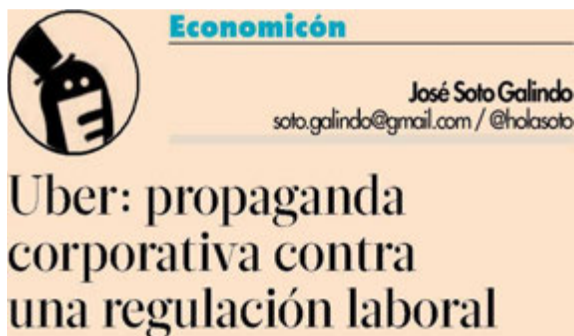 Economicón
José Soto Galindo
soto.galindo@gmail.com / @holasoto
Uber: propaganda
corporativa contra
una regulación laboral